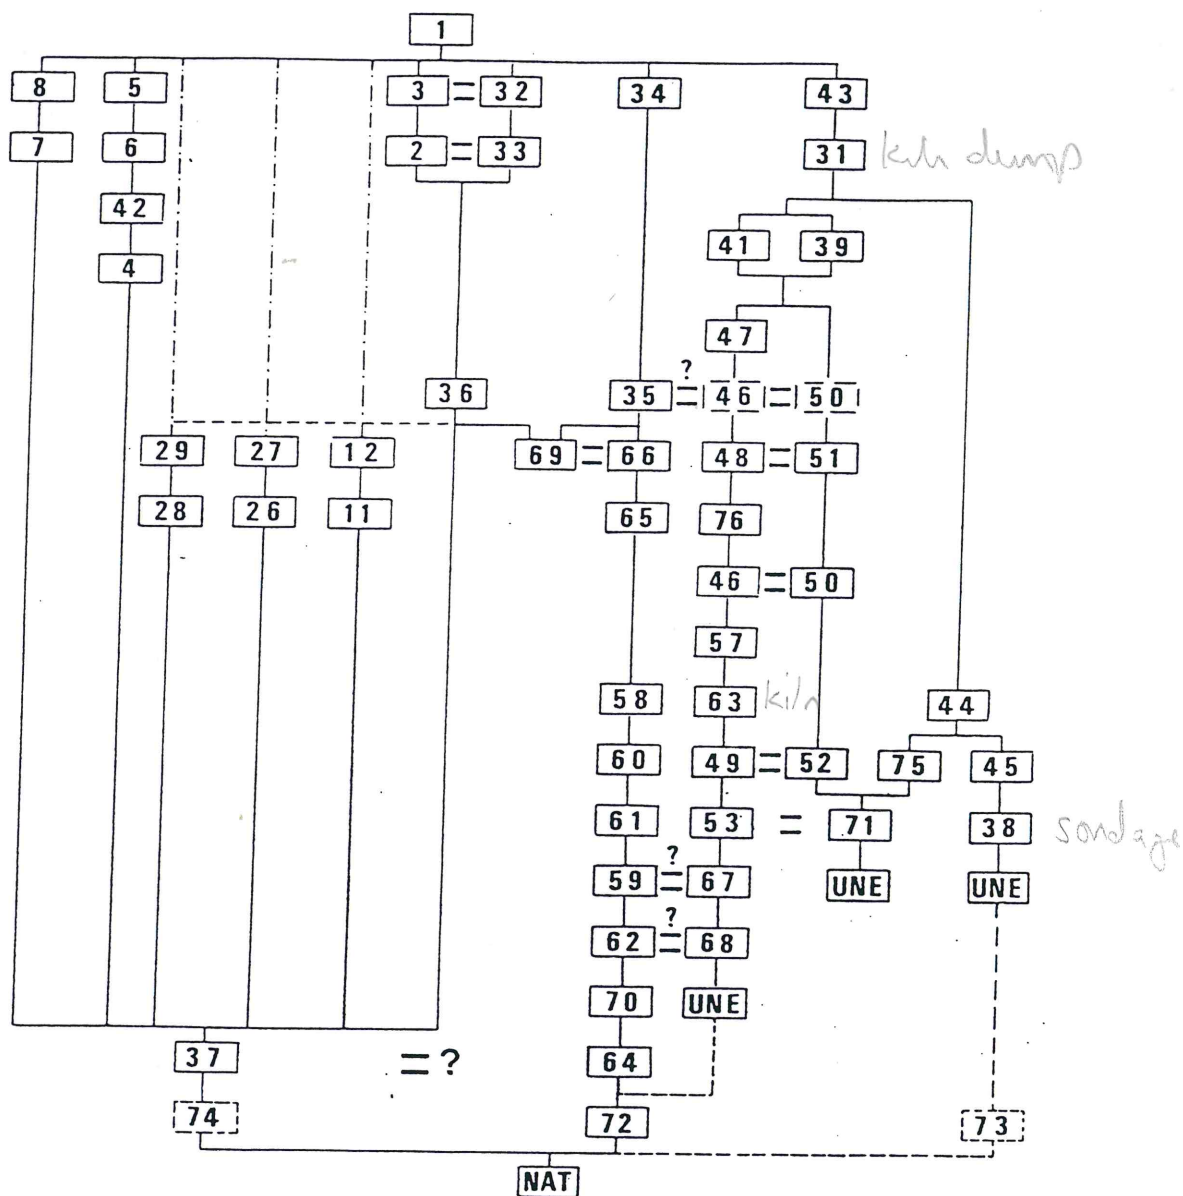 1
8 5 3 = 32 34 43
7 6 2 = 33 31 kiln dump
42
41 39
4
47
?
36 35 = 46 = 50
29 27 12 69 = 66 48 = 51
28 26 11 65 76
46 = 50
57
58 63 kiln 44
60 49 = 52 75 45
61 53 = 71 38 sondage
?
59 = 67 UNE UNE
?
62 = 68
70 UNE
37 = ? 64
74 72 73
NAT